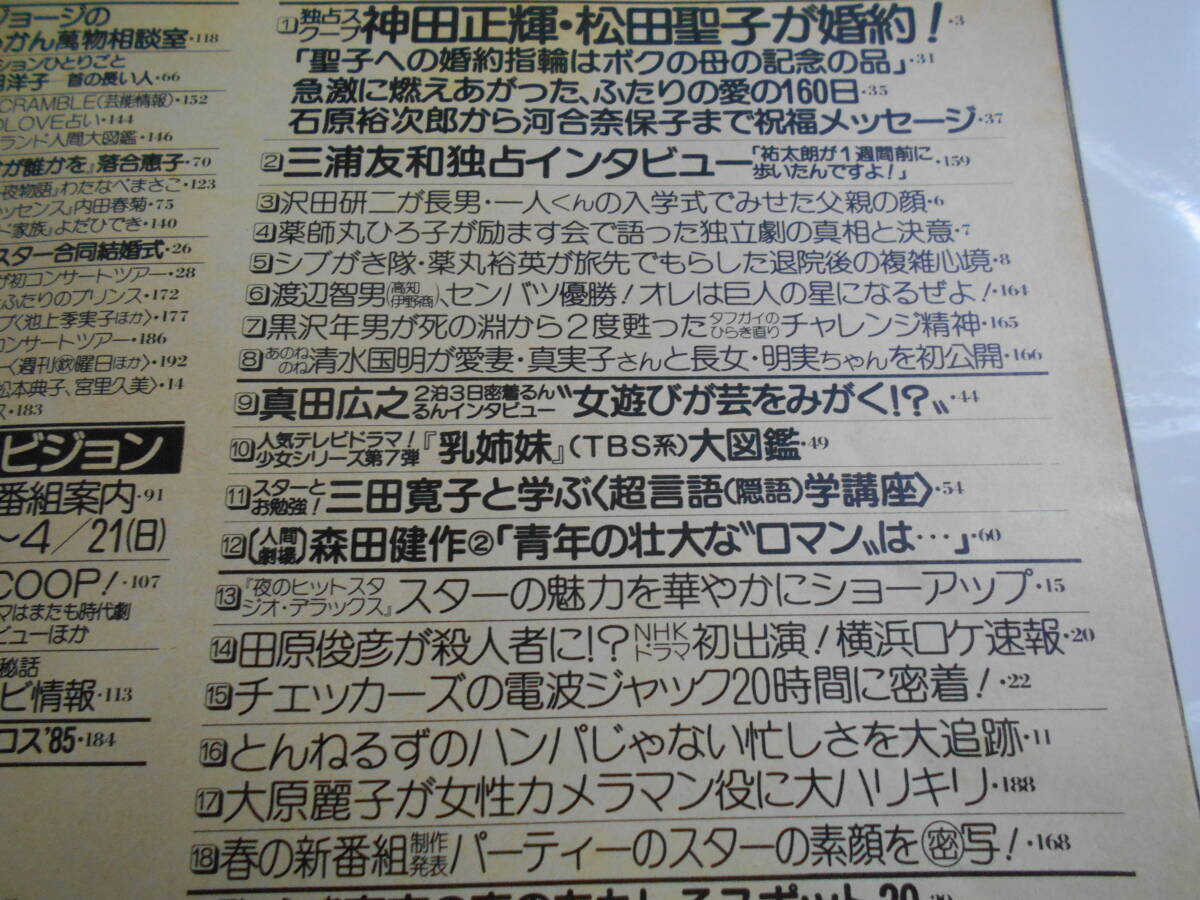 ジョージの
かん萬物相談室・118
ションひとりごと
洋子 首の長い人・66
SCRAMBLE(芸能情報)・152
LOVE占い・144
ランド・人間大図鑑・146
が誰かを』落合恵子・70
夜物語』わたなべまさこ・123
ッセンス』内田春菊・75
ド家族』よだひでき・140
スター合同結婚式・26
が初コンサートツアー・28
ふたりのプリンス・172
プ〈池上季実子ほか〉・177
コンサートツアー・186
ー〈週刊㊙曜日ほか〉・192
松本典子、宮里久美〉・14
ス・183
ビジョン
番組案内・91
～4/21(日)
COOP!・107
マはまたも時代劇
ビューほか
秘話
ビ情報・113
コス'85・184
1 独占スクープ 神田正輝・松田聖子が婚約!・3
「聖子への婚約指輪はボクの母の記念の品」・31
急激に燃えあがった、ふたりの愛の160日・35
石原裕次郎から河合奈保子まで祝福メッセージ・37
2 三浦友和独占インタビュー「祐太朗が1週間前に歩いたんですよ!」・159
3 沢田研二が長男・一人くんの入学式でみせた父親の顔・6
4 薬師丸ひろ子が励ます会で語った独立劇の真相と決意・7
5 シブがき隊・薬丸裕英が旅先でもらした退院後の複雑心境・8
6 渡辺智男(高知伊野商)、センバツ優勝!オレは巨人の星になるぜよ!・164
7 黒沢年男が死の淵から2度甦ったタフガイのひらき直りチャレンジ精神・165
8 あのねのね清水国明が愛妻・真実子さんと長女・明実ちゃんを初公開・166
9 真田広之 2泊3日密着るんるんインタビュー〝女遊びが芸をみがく!?〟・44
10 人気テレビドラマ!少女シリーズ第7弾『乳姉妹』(TBS系)大図鑑・49
11 スターとお勉強!三田寛子と学ぶ〈超言語(隠語)学講座〉・54
12 〔人間劇場〕森田健作②「青年の壮大な〝ロマン〟は…」・60
13 『夜のヒットスタジオ・デラックス』スターの魅力を華やかにショーアップ・15
14 田原俊彦が殺人者に!?NHKドラマ初出演!横浜ロケ速報・20
15 チェッカーズの電波ジャック20時間に密着!・22
16 とんねるずのハンパじゃない忙しさを大追跡・11
17 大原麗子が女性カメラマン役に大ハリキリ・188
18 春の新番組制作発表パーティーのスターの素顔を㊙写!・168